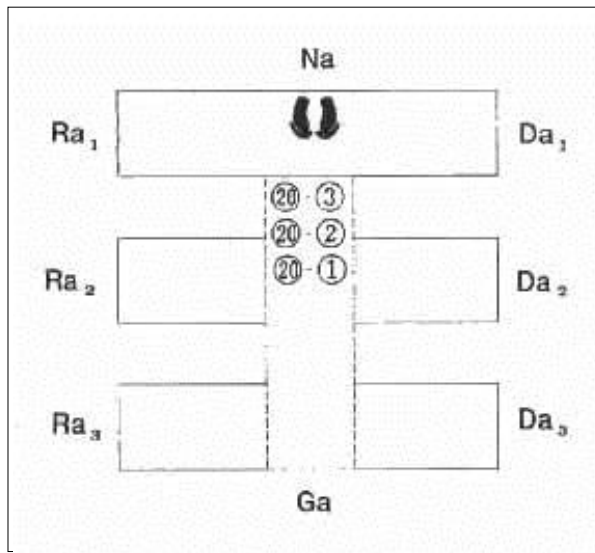 Na
Ra₁ Da₁
⑳ - ③
⑳ - ②
⑳ - ①
Ra₂ Da₂
Ra₃ Da₃
Ga